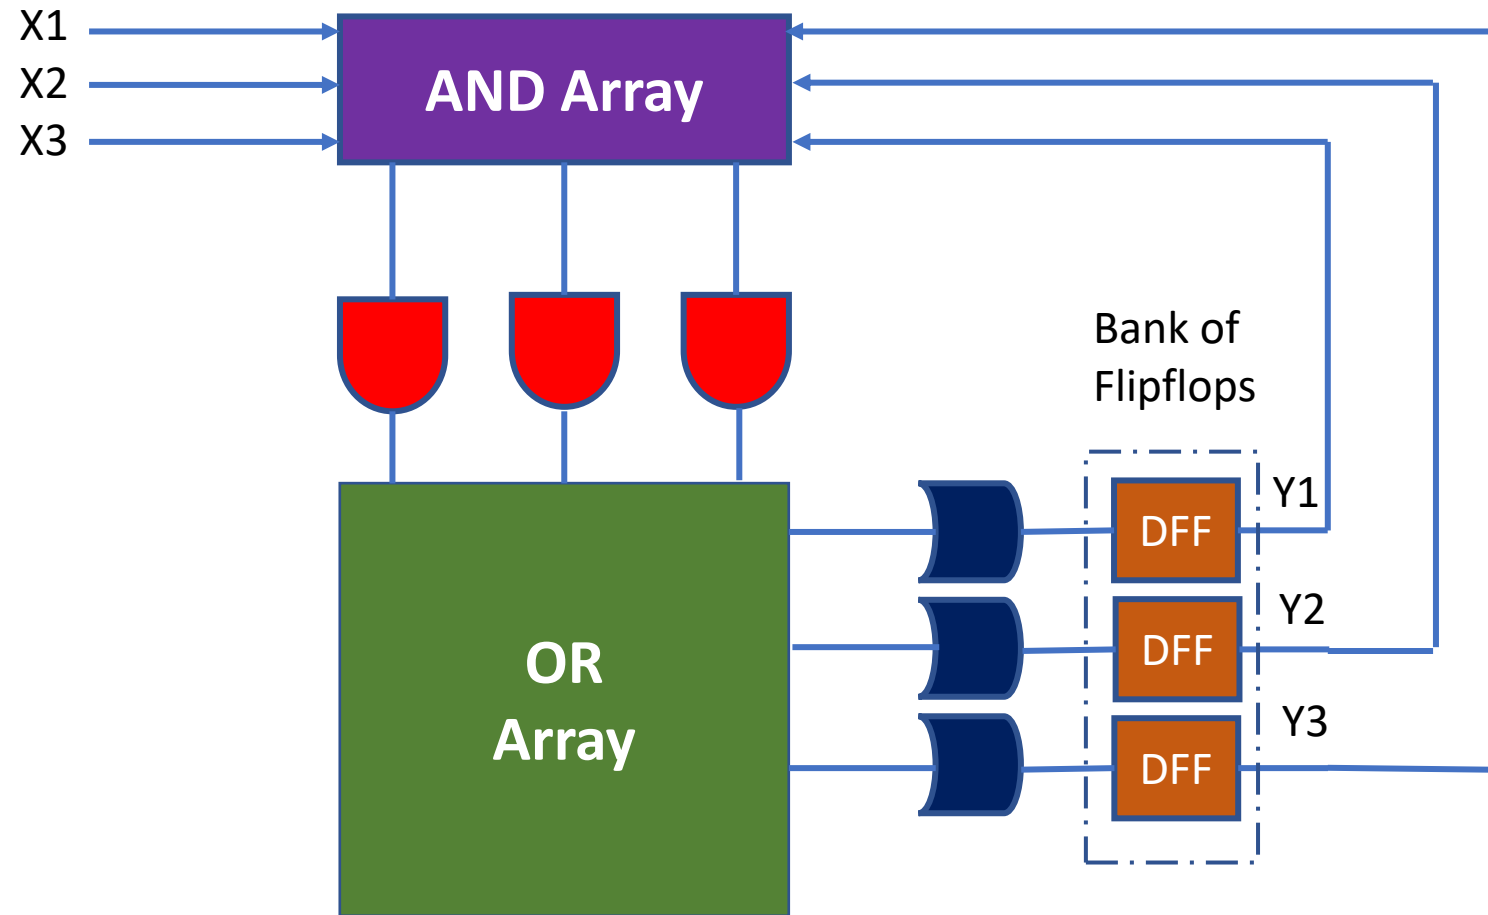 X1
X2
X3
AND Array
Bank of
Flipflops
Y1
DFF
Y2
DFF
Y3
DFF
OR
Array